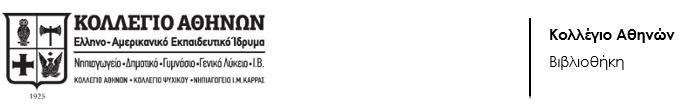 ΚΟΛΛΕΓΙΟ ΑΘΗΝΩΝ
Ελληνο-Αμερικανικό Εκπαιδευτικό Ίδρυμα
Νηπιαγωγείο•Δημοτικό•Γυμνάσιο•Γενικό Λύκειο•Ι.Β.
ΚΟΛΛΕΓΙΟ ΑΘΗΝΩΝ • ΚΟΛΛΕΓΙΟ ΨΥΧΙΚΟΥ • ΝΗΠΙΑΓΩΓΕΙΟ Ι.Μ.ΚΑΡΡΑΣ
1925
Κολλέγιο Αθηνών
Βιβλιοθήκη